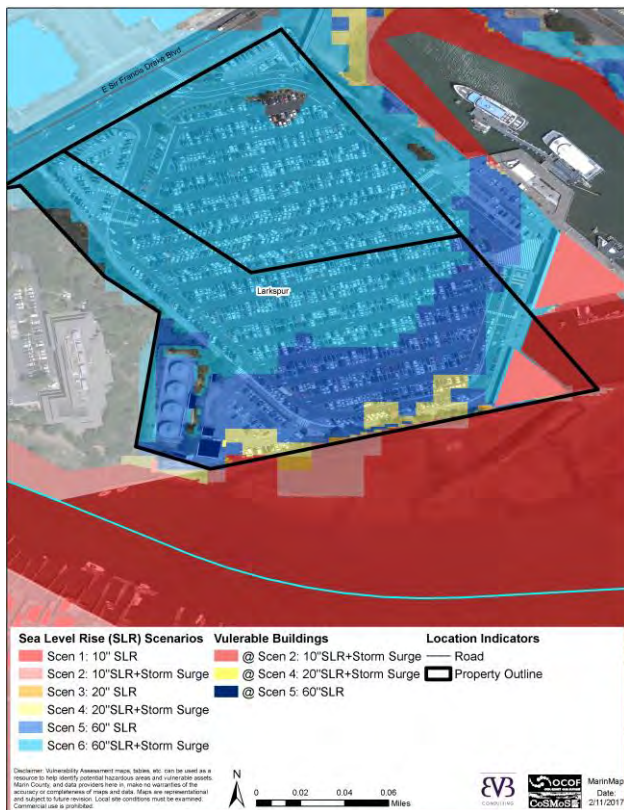 E Sir Francis Drake Blvd
Larkspur
Sea Level Rise (SLR) Scenarios
Scen 1: 10" SLR
Scen 2: 10"SLR+Storm Surge
Scen 3: 20" SLR
Scen 4: 20"SLR+Storm Surge
Scen 5: 60" SLR
Scen 6: 60"SLR+Storm Surge
Vulerable Buildings
@ Scen 2: 10"SLR+Storm Surge
@ Scen 4: 20"SLR+Storm Surge
@ Scen 5: 60"SLR
Location Indicators
Road
Property Outline
Disclaimer: Vulnerability Assessment maps, tables, etc. can be used as a
resource to help identify potential hazardous areas and vulnerable assets.
Marin County, and data providers here in, make no warranties of the
accuracy or completeness of maps and data. Maps are representational
and subject to future revision. Local site conditions must be examined.
Commercial use is prohibited.
N
0 0.02 0.04 0.06
Miles
CONSULTING
OCOF
CoSMoS
MarinMap
Date:
2/11/2017